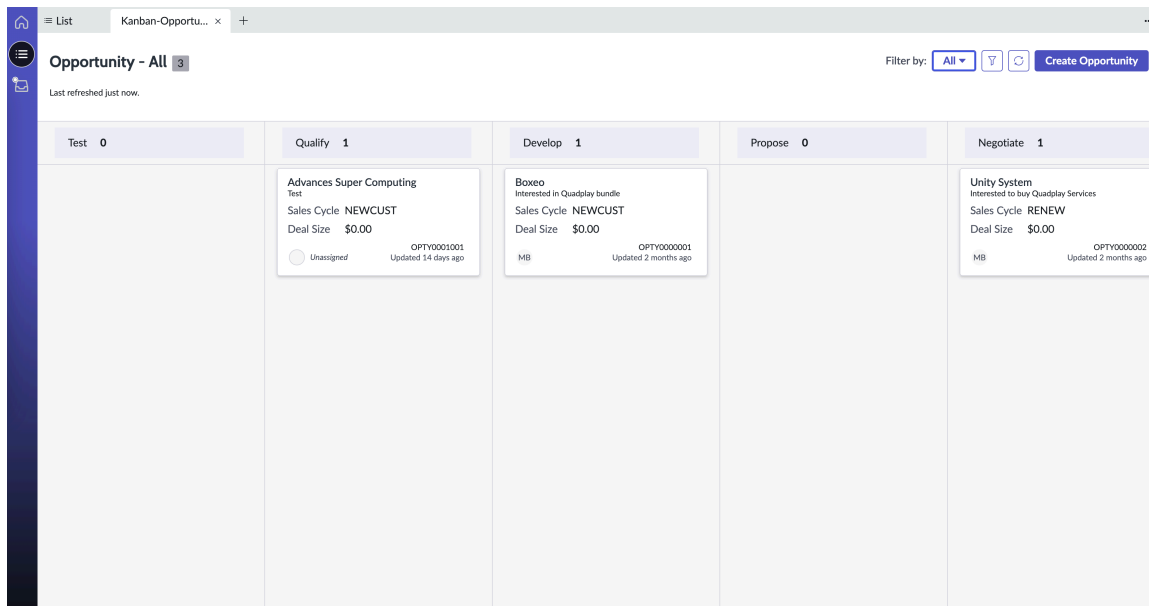 List
Kanban-Opportu... × +
Opportunity - All 3
Filter by: All
Create Opportunity
Last refreshed just now.
Test 0
Qualify 1
Develop 1
Propose 0
Negotiate 1
Advances Super Computing
Test
Sales Cycle NEWCUST
Deal Size $0.00
OPTY0001001
Unassigned Updated 14 days ago
Boxeo
Interested in Quadplay bundle
Sales Cycle NEWCUST
Deal Size $0.00
OPTY0000001
MB Updated 2 months ago
Unity System
Interested to buy Quadplay Services
Sales Cycle RENEW
Deal Size $0.00
OPTY0000002
MB Updated 2 months ago